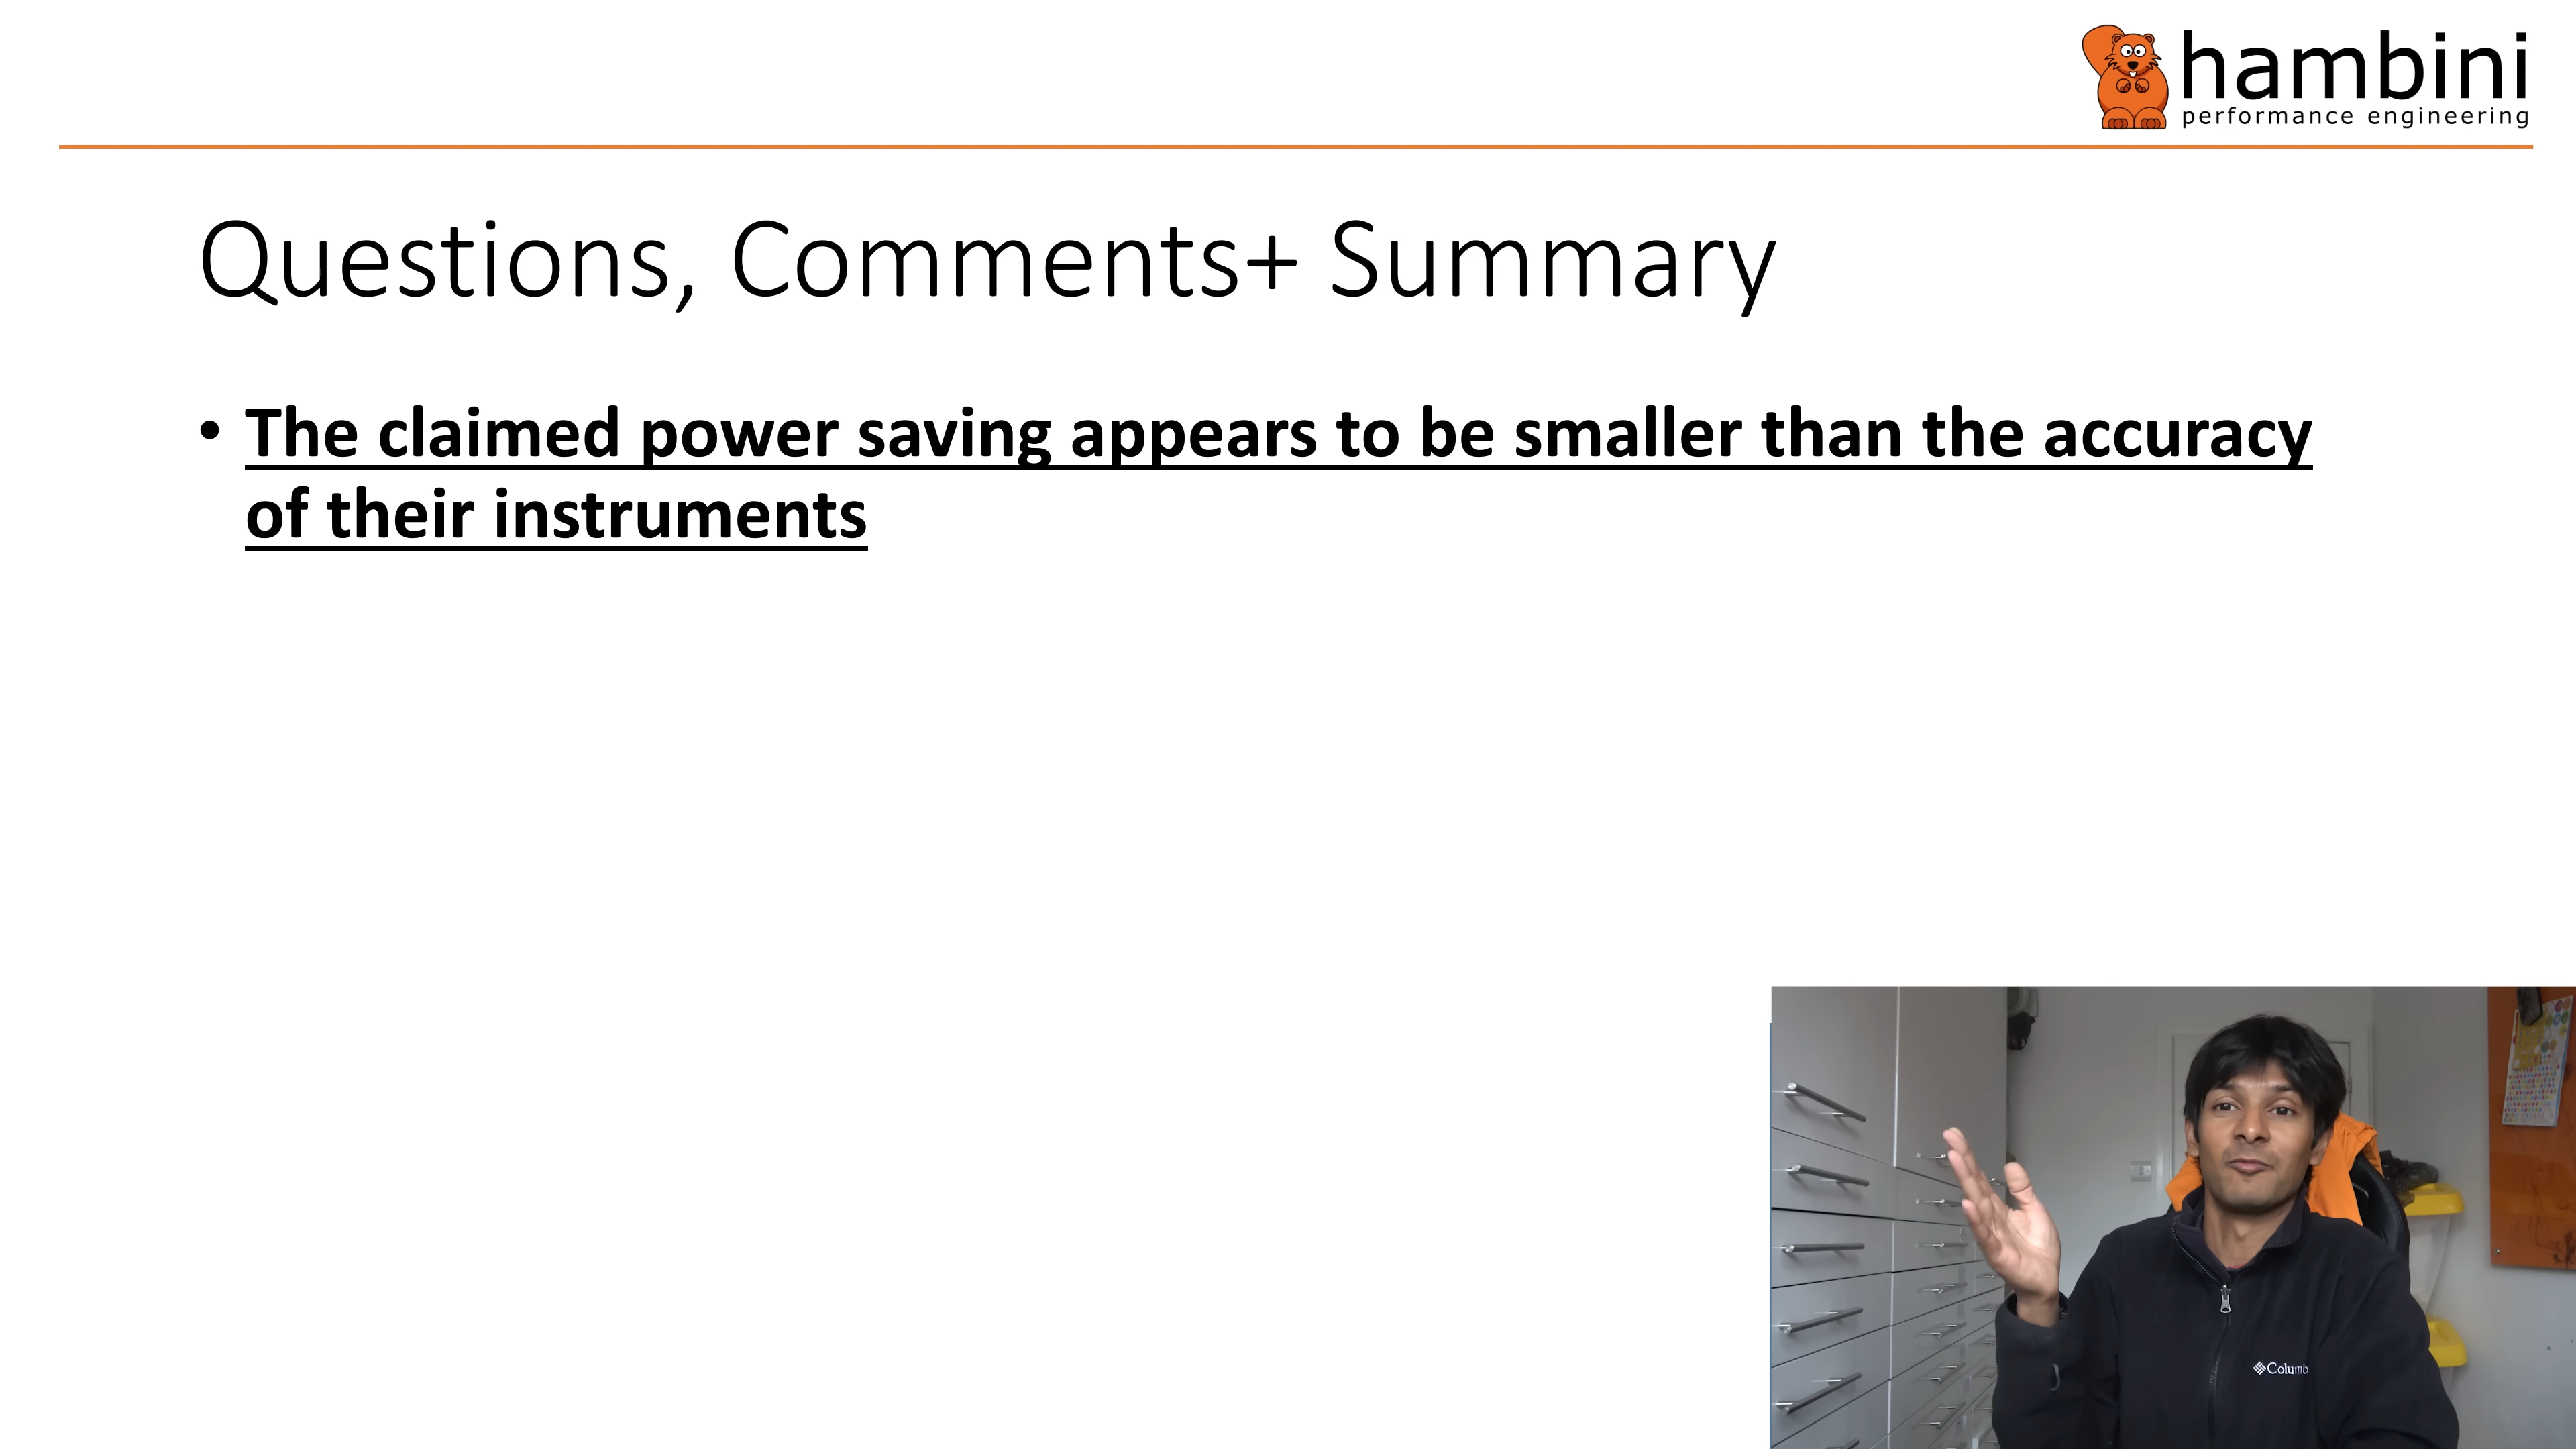 hambini
performance engineering
Questions, Comments+ Summary
• The claimed power saving appears to be smaller than the accuracy
of their instruments
Columb